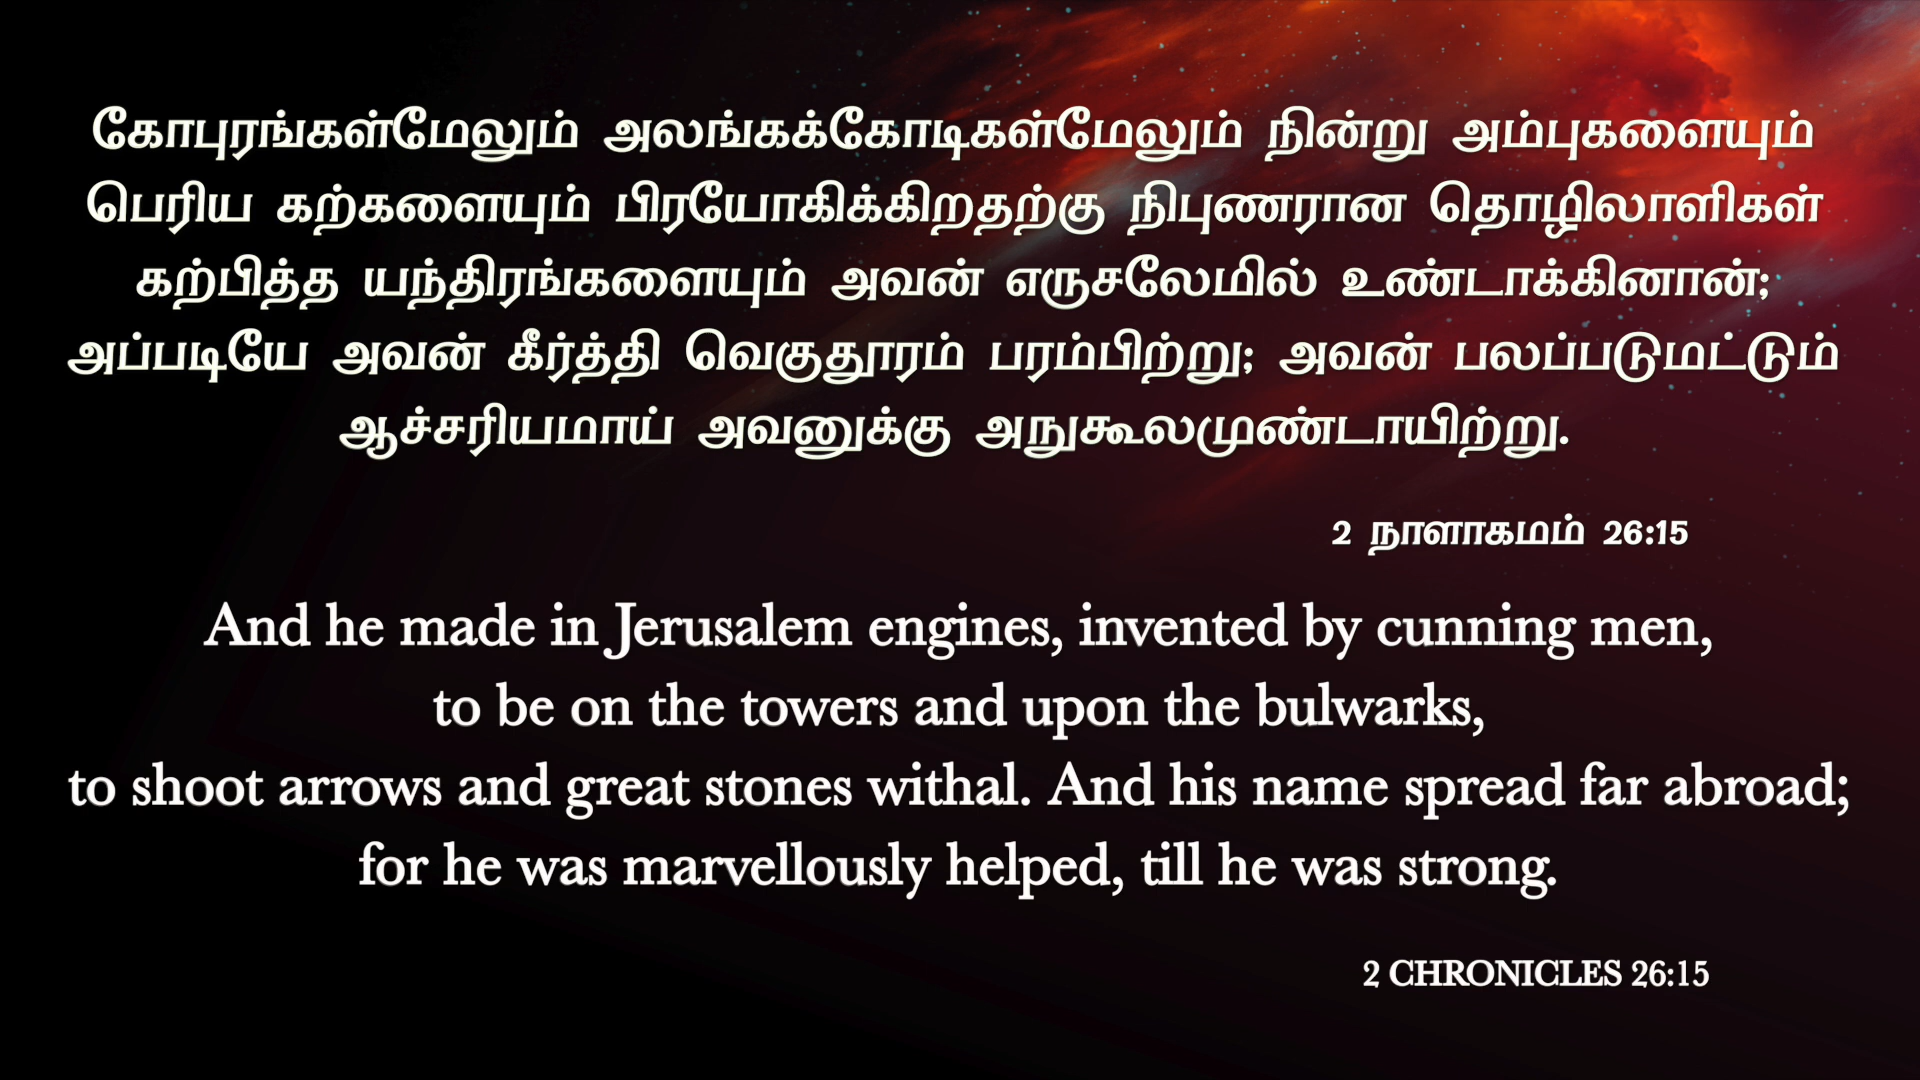 கோபுரங்கள்மேலும் அலங்கக்கோடிகள்மேலும் நின்று அம்புகளையும்
பெரிய கற்களையும் பிரயோகிக்கிறதற்கு நிபுணரான தொழிலாளிகள்
கற்பித்த யந்திரங்களையும் அவன் எருசலேமில் உண்டாக்கினான்;
அப்படியே அவன் கீர்த்தி வெகுதூரம் பரம்பிற்று; அவன் பலப்படுமட்டும்
ஆச்சரியமாய் அவனுக்கு அநுகூலமுண்டாயிற்று.
2 நாளாகமம் 26:15
And he made in Jerusalem engines, invented by cunning men,
to be on the towers and upon the bulwarks,
to shoot arrows and great stones withal. And his name spread far abroad;
for he was marvellously helped, till he was strong.
2 CHRONICLES 26:15